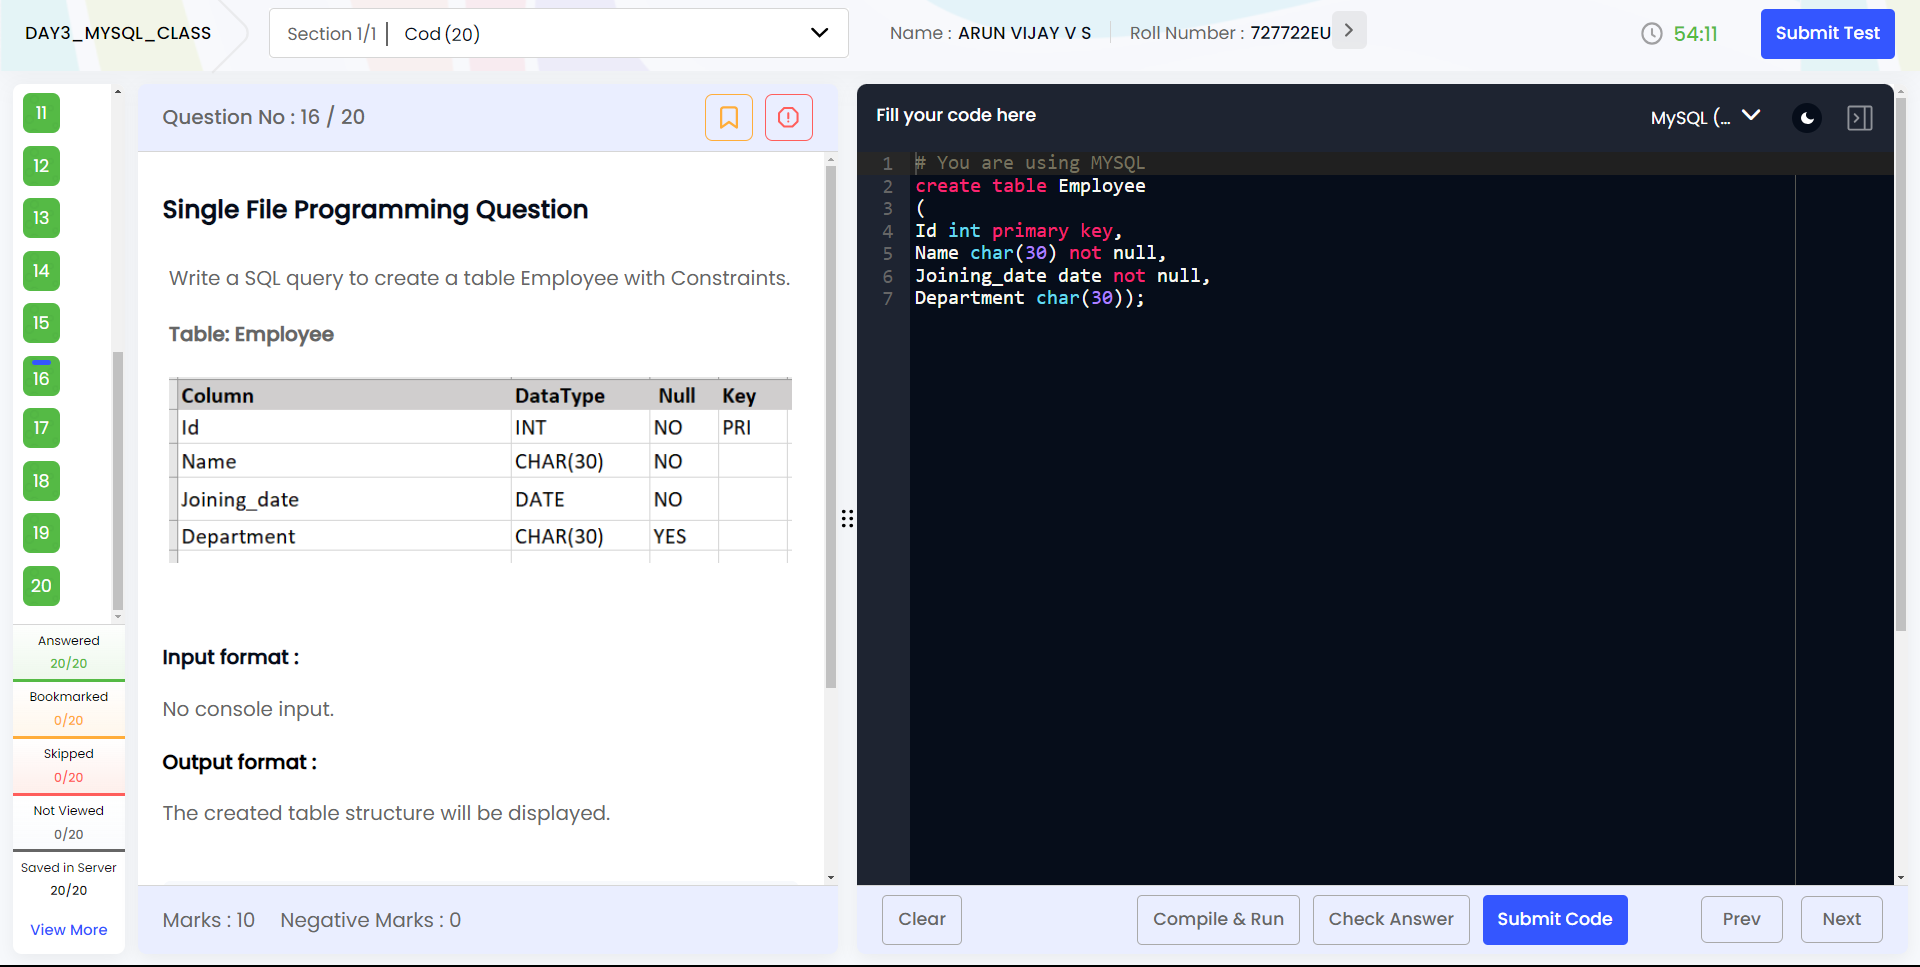 DAY3_MYSQL_CLASS
Section 1/1 | Cod (20)
Name : ARUN VIJAY V S
Roll Number : 727722EU
54:11
Submit Test
11
12
13
14
15
16
17
18
19
20
Answered
20/20
Bookmarked
0/20
Skipped
0/20
Not Viewed
0/20
Saved in Server
20/20
View More
Question No : 16 / 20
Single File Programming Question
Write a SQL query to create a table Employee with Constraints.
Table: Employee
Column DataType Null Key
Id INT NO PRI
Name CHAR(30) NO
Joining_date DATE NO
Department CHAR(30) YES
Input format :
No console input.
Output format :
The created table structure will be displayed.
Marks : 10 Negative Marks : 0
Fill your code here
MySQL (...
1 # You are using MYSQL
2 create table Employee
3 (
4 Id int primary key,
5 Name char(30) not null,
6 Joining_date date not null,
7 Department char(30));
Clear
Compile & Run
Check Answer
Submit Code
Prev
Next